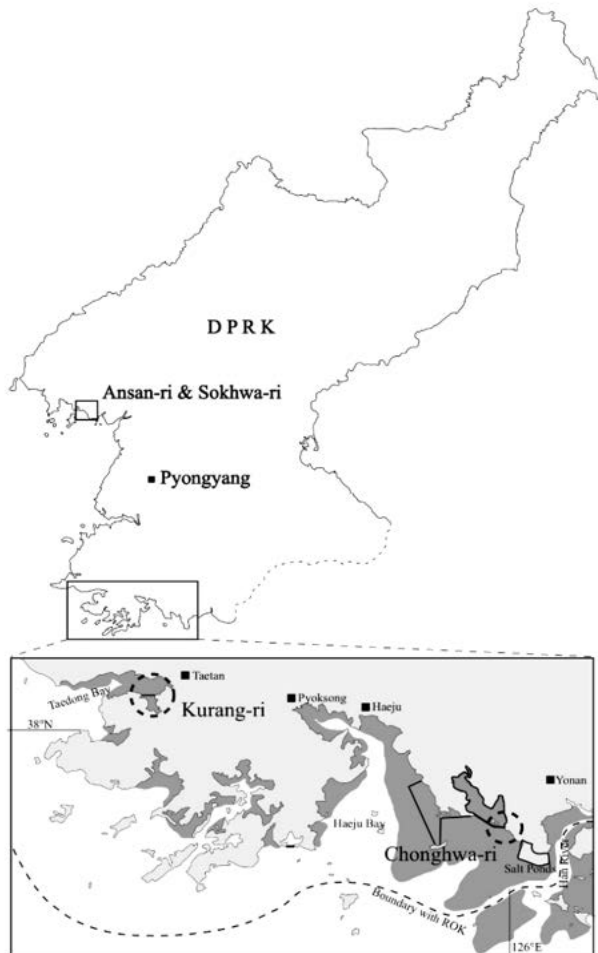 DPRK
Ansan-ri & Sokhwa-ri
Pyongyang
Taetan
Taedong Bay
Kurang-ri
Pyoksong
Haeju
38°N
Yonan
Haeju Bay
Chonghwa-ri
Salt Ponds
Han River
Boundary with ROK
126°E